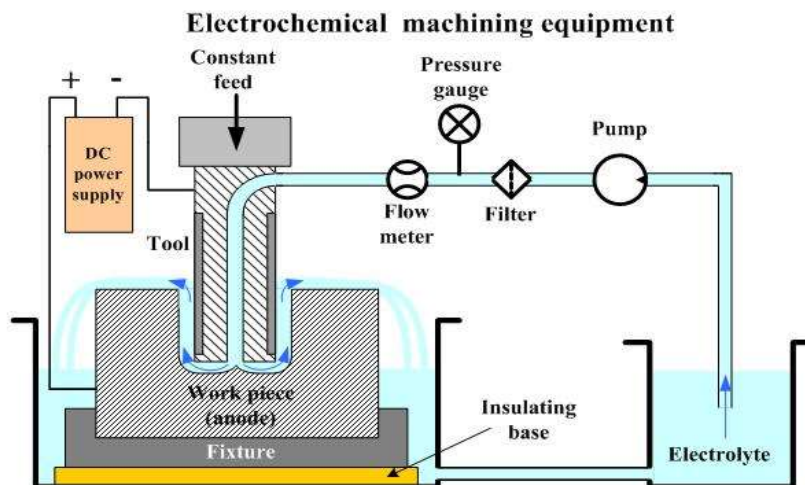 Electrochemical machining equipment
Constant
feed
Pressure
gauge
+ -
Pump
DC
power
supply
Flow
meter
Filter
Tool
Work piece
(anode)
Insulating
base
Fixture
Electrolyte